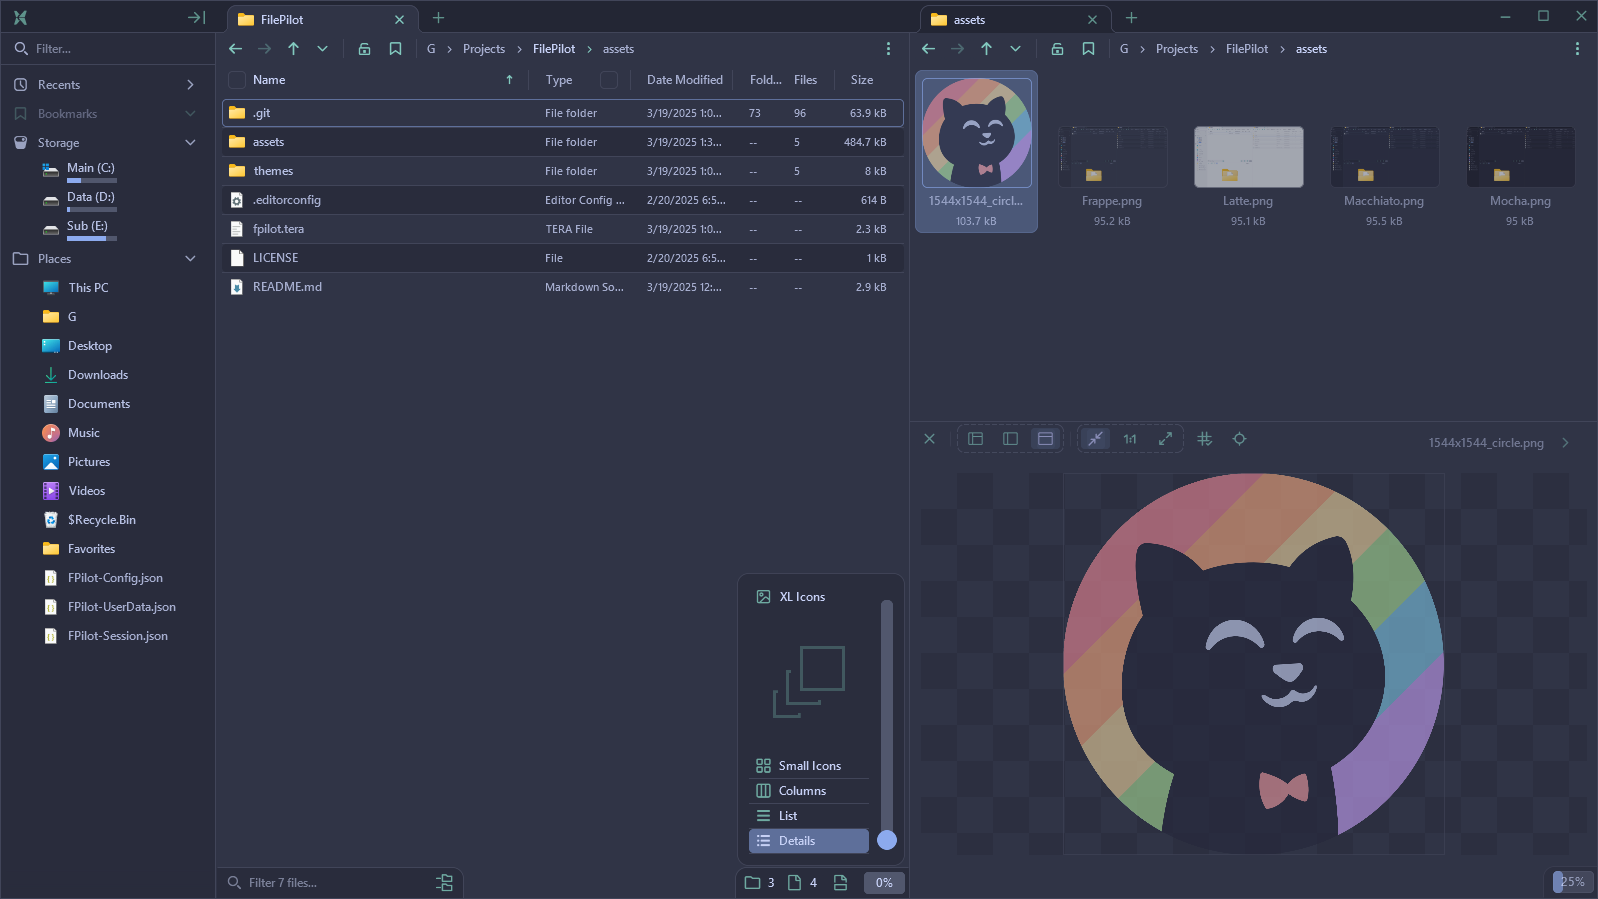 FilePilot
assets
Filter...
G > Projects > FilePilot > assets
G > Projects > FilePilot > assets
Recents
Bookmarks
Storage
Main (C:)
Data (D:)
Sub (E:)
Places
This PC
G
Desktop
Downloads
Documents
Music
Pictures
Videos
$Recycle.Bin
Favorites
FPilot-Config.json
FPilot-UserData.json
FPilot-Session.json
Name Type Date Modified Fold... Files Size
.git File folder 3/19/2025 1:0... 73 96 63.9 kB
assets File folder 3/19/2025 1:3... -- 5 484.7 kB
themes File folder 3/19/2025 1:0... -- 5 8 kB
.editorconfig Editor Config ... 2/20/2025 6:5... -- -- 614 B
fpilot.tera TERA File 3/19/2025 1:0... -- -- 2.3 kB
LICENSE File 2/20/2025 6:5... -- -- 1 kB
README.md Markdown So... 3/19/2025 12:... -- -- 2.9 kB
XL Icons
Small Icons
Columns
List
Details
Filter 7 files...
3 4 0%
1544x1544_circl... Frappe.png Latte.png Macchiato.png Mocha.png
103.7 kB 95.2 kB 95.1 kB 95.5 kB 95 kB
1:1 1544x1544_circle.png
25%